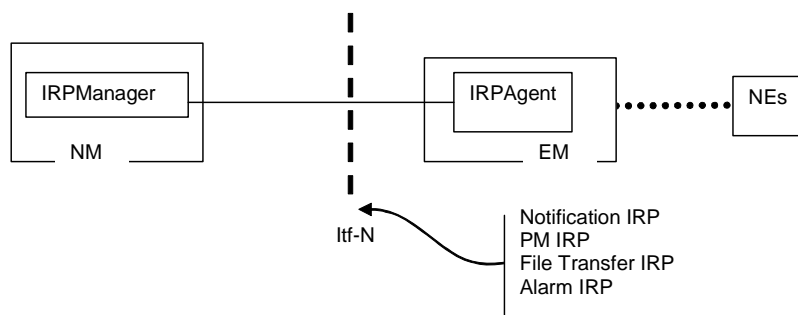 IRPManager
NM
IRPAgent
EM
NEs
Itf-N
Notification IRP
PM IRP
File Transfer IRP
Alarm IRP